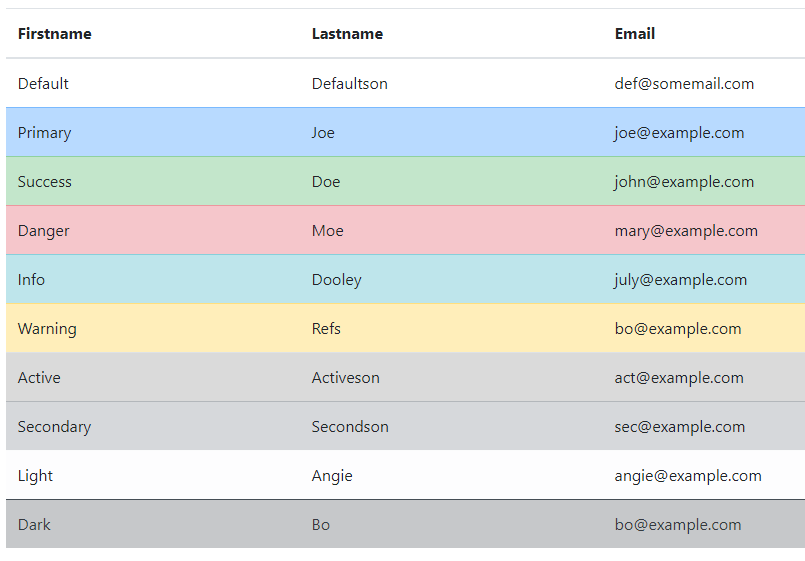 Firstname Lastname Email
Default Defaultson def@somemail.com
Primary Joe joe@example.com
Success Doe john@example.com
Danger Moe mary@example.com
Info Dooley july@example.com
Warning Refs bo@example.com
Active Activeson act@example.com
Secondary Secondson sec@example.com
Light Angie angie@example.com
Dark Bo bo@example.com